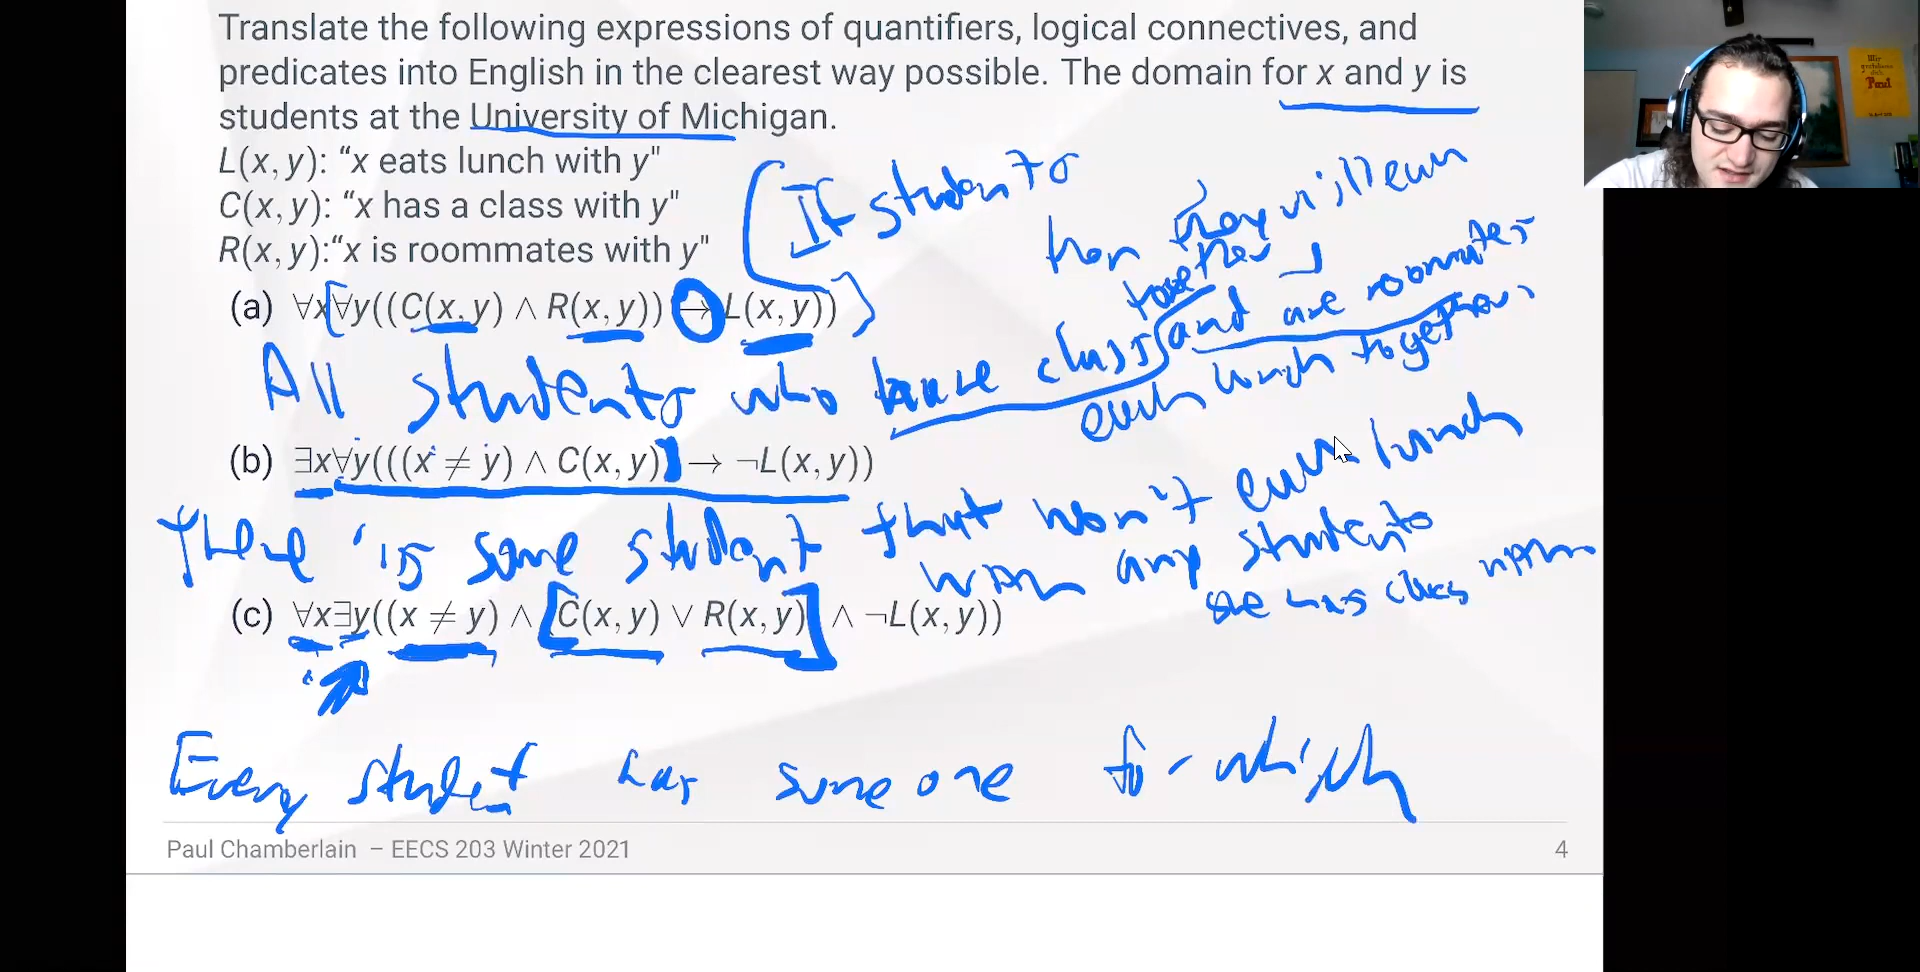 Translate the following expressions of quantifiers, logical connectives, and
predicates into English in the clearest way possible. The domain for x and y is
students at the University of Michigan.
L(x, y): “x eats lunch with y"
C(x, y): “x has a class with y"
R(x, y):“x is roommates with y"
If students
then they will eat
together
(a) ∀x[∀y((C(x, y) ∧ R(x, y)) → L(x, y))]
All students who have class and are roommates
eat lunch together
(b) ∃x∀y(((x ≠ y) ∧ C(x, y)) → ¬L(x, y))
There is some student that won't eat lunch
with any students
she has class with
(c) ∀x∃y((x ≠ y) ∧ [C(x, y) ∨ R(x, y)] ∧ ¬L(x, y))
Every student has someone for which
Paul Chamberlain – EECS 203 Winter 2021
4
Paul